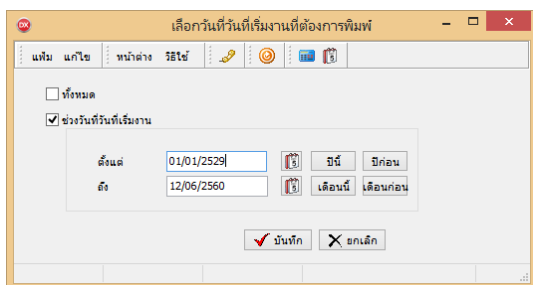 DX เลือกวันที่วันที่เริ่มงานที่ต้องการพิมพ์
แฟ้ม แก้ไข หน้าต่าง วิธีใช้
ทั้งหมด
ช่วงวันที่วันที่เริ่มงาน
ตั้งแต่ 01/01/2529 5 ปีนี้ ปีก่อน
ถึง 12/06/2560 5 เดือนนี้ เดือนก่อน
บันทึก ยกเลิก